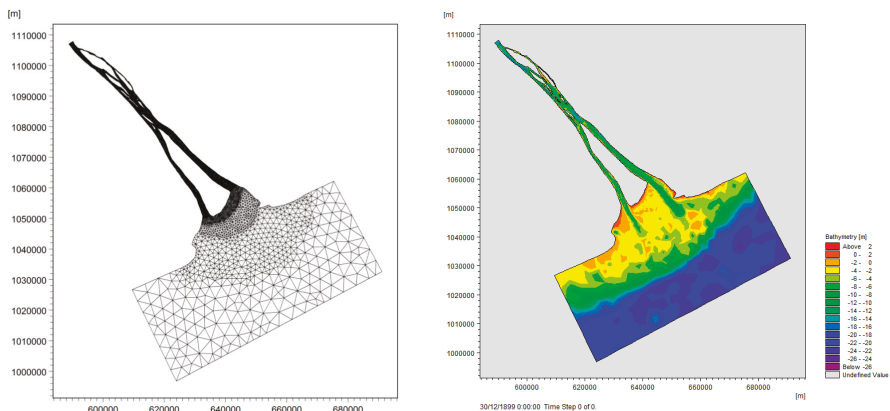 [m]
1110000
1100000
1090000
1080000
1070000
1060000
1050000
1040000
1030000
1020000
1010000
1000000
600000 620000 640000 660000 680000
[m]
1110000
1100000
1090000
1080000
1070000
1060000
1050000
1040000
1030000
1020000
1010000
1000000
600000 620000 640000 660000 680000
[m]
30/12/1899 0:00:00 Time Step 0 of 0.
Bathymetry [m]
Above 2
0 - 2
-2 - 0
-4 - -2
-6 - -4
-8 - -6
-10 - -8
-12 - -10
-14 - -12
-16 - -14
-18 - -16
-20 - -18
-22 - -20
-24 - -22
-26 - -24
Below -26
Undefined Value